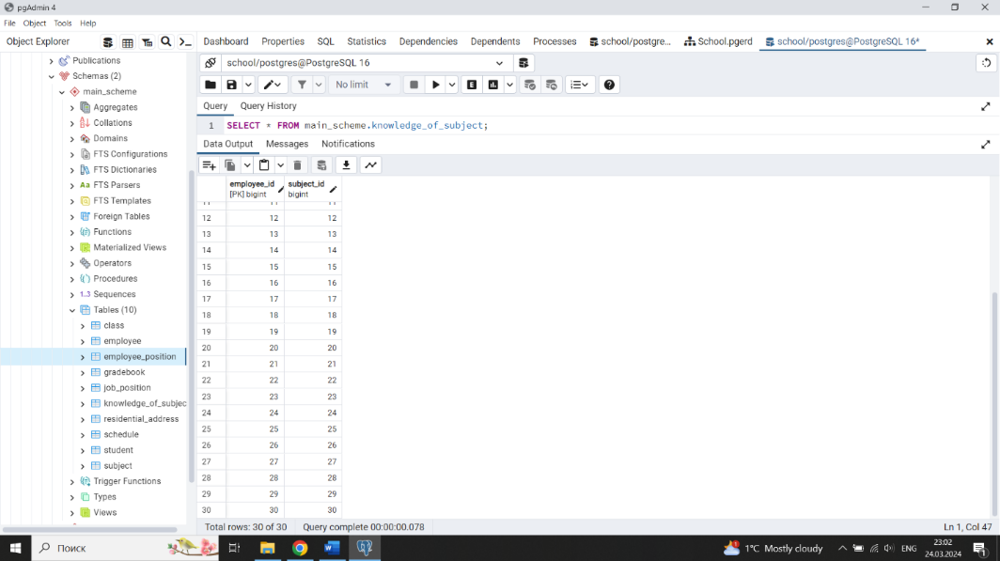 pgAdmin 4
File Object Tools Help
Object Explorer
Dashboard Properties SQL Statistics Dependencies Dependents Processes school/postgre... School.pgerd school/postgres@PostgreSQL 16*
school/postgres@PostgreSQL 16
No limit
Query Query History
1 SELECT * FROM main_scheme.knowledge_of_subject;
Data Output Messages Notifications
Publications
Schemas (2)
main_scheme
Aggregates
Collations
Domains
FTS Configurations
FTS Dictionaries
FTS Parsers
FTS Templates
Foreign Tables
Functions
Materialized Views
Operators
Procedures
Sequences
Tables (10)
class
employee
employee_position
gradebook
job_position
knowledge_of_subjec
residential_address
schedule
student
subject
Trigger Functions
Types
Views
employee_id subject_id
[PK] bigint bigint
11 11 11
12 12 12
13 13 13
14 14 14
15 15 15
16 16 16
17 17 17
18 18 18
19 19 19
20 20 20
21 21 21
22 22 22
23 23 23
24 24 24
25 25 25
26 26 26
27 27 27
28 28 28
29 29 29
30 30 30
Total rows: 30 of 30 Query complete 00:00:00.078 Ln 1, Col 47
Поиск
1°C Mostly cloudy ENG
23:02
24.03.2024